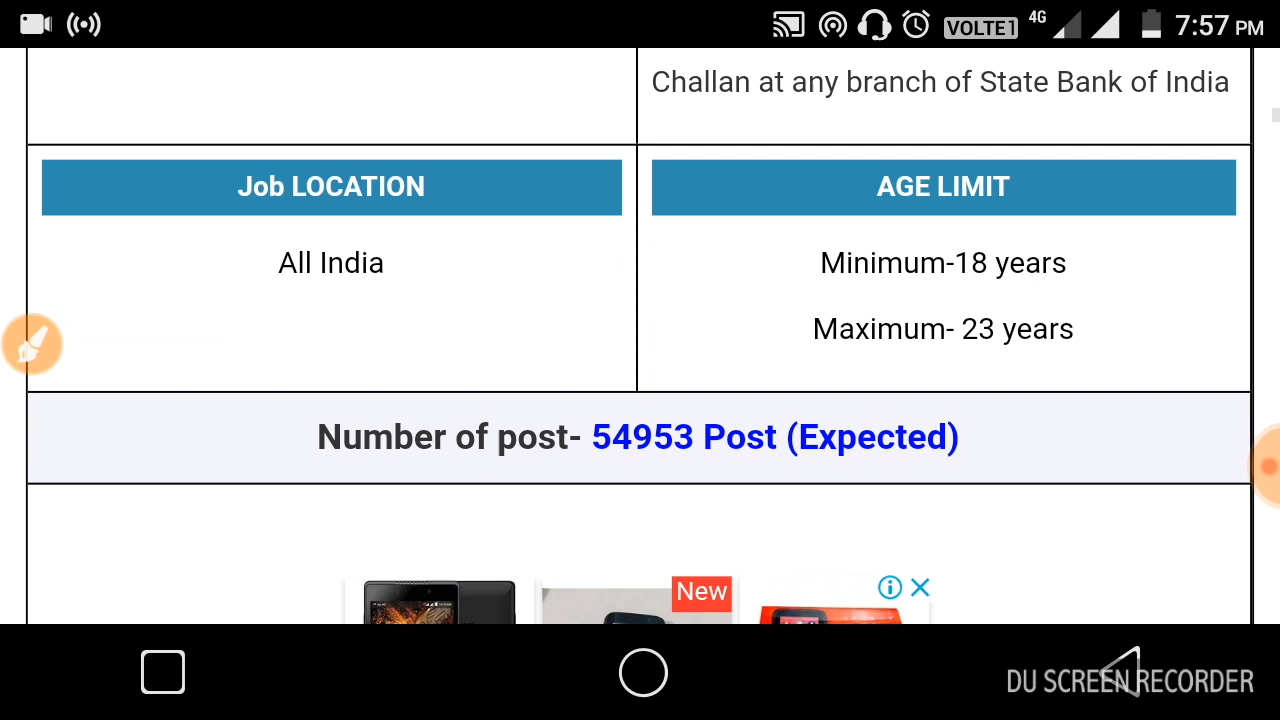 VOLTE1 4G 7:57 PM
Challan at any branch of State Bank of India
Job LOCATION
AGE LIMIT
All India
Minimum-18 years
Maximum- 23 years
Number of post- 54953 Post (Expected)
New
DU SCREEN RECORDER